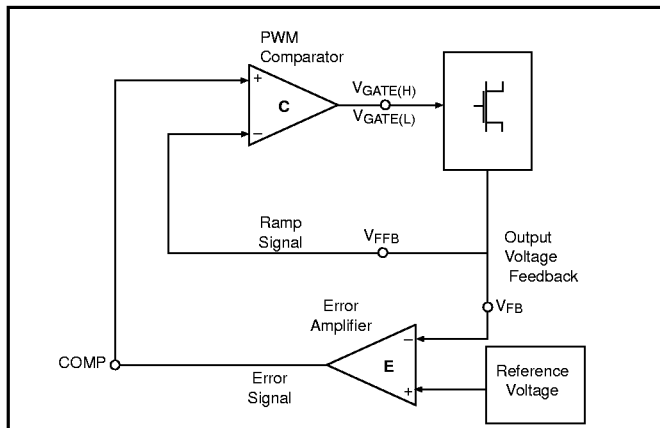 PWM
Comparator
+
C
−
VGATE(H)
VGATE(L)
Ramp
Signal
VFFB
Output
Voltage
Feedback
VFB
Error
Amplifier
−
E
+
COMP
Error
Signal
Reference
Voltage